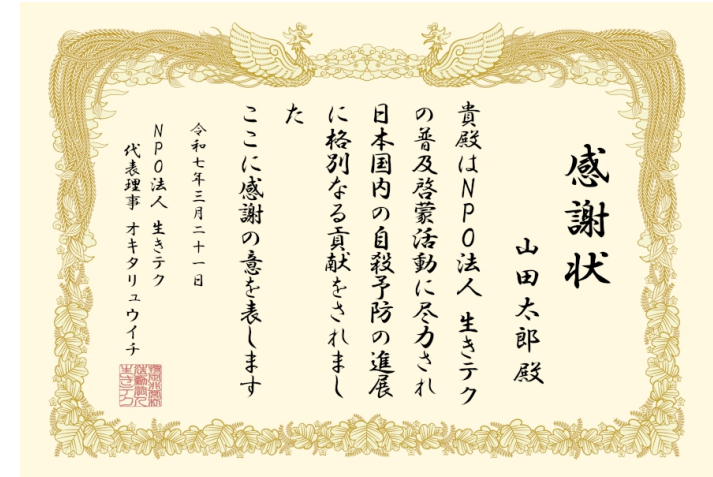 感謝状
山田太郎殿
貴殿はNPO法人 生きテク
の普及啓蒙活動に尽力され
日本国内の自殺予防の進展
に格別なる貢献をされまし
た
ここに感謝の意を表します
令和七年三月二十一日
NPO法人 生きテク
代表理事 オキタリュウイチ